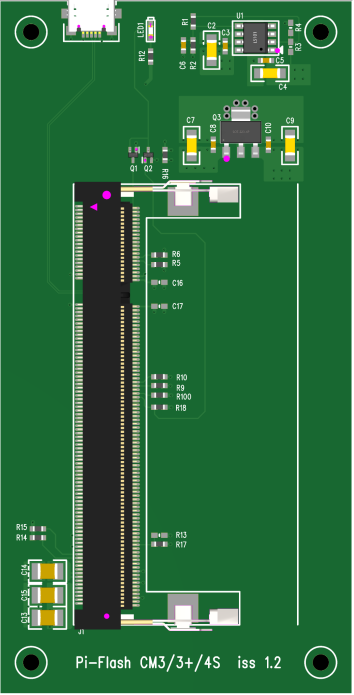 LED1
R1
U1
R4
R3
C2
C3
R12
C6
R2
C5
C4
Q3
C7
C8
C10
C9
Q1
Q2
R16
R6
R5
C16
C17
R10
R9
R100
R18
R15
R14
R13
R17
C14
C15
C13
J1
Pi-Flash CM3/3+/4S iss 1.2